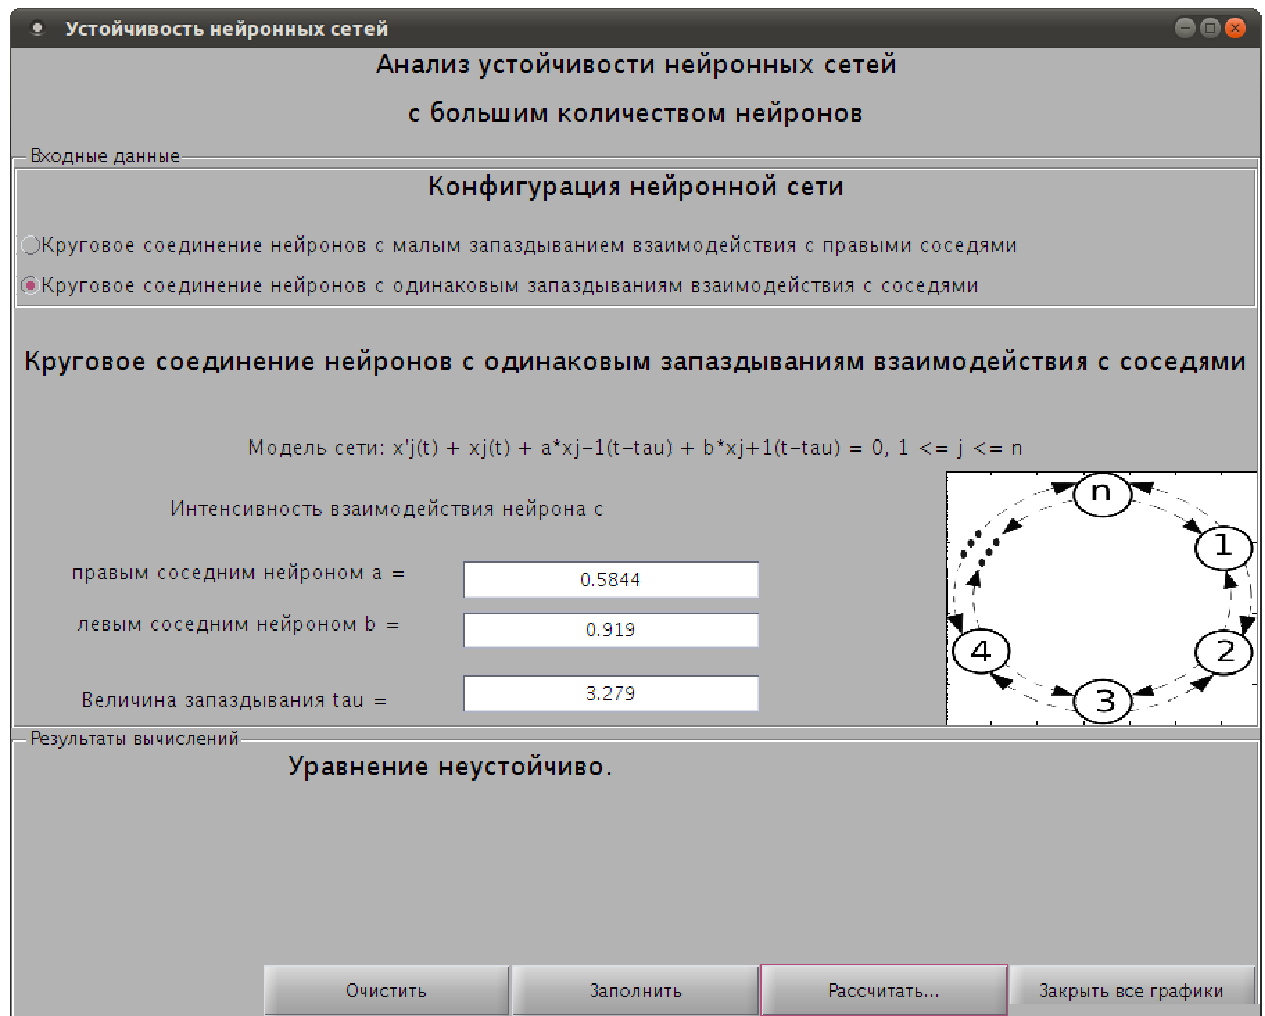 Устойчивость нейронных сетей
Анализ устойчивости нейронных сетей
с большим количеством нейронов
Входные данные
Конфигурация нейронной сети
Круговое соединение нейронов с малым запаздыванием взаимодействия с правыми соседями
Круговое соединение нейронов с одинаковым запаздываниям взаимодействия с соседями
Круговое соединение нейронов с одинаковым запаздываниям взаимодействия с соседями
Модель сети: x'j(t) + xj(t) + a*xj-1(t-tau) + b*xj+1(t-tau) = 0, 1 <= j <= n
Интенсивность взаимодействия нейрона с
правым соседним нейроном a =
0.5844
левым соседним нейроном b =
0.919
Величина запаздывания tau =
3.279
n
1
2
3
4
Результаты вычислений
Уравнение неустойчиво.
Очистить
Заполнить
Рассчитать...
Закрыть все графики